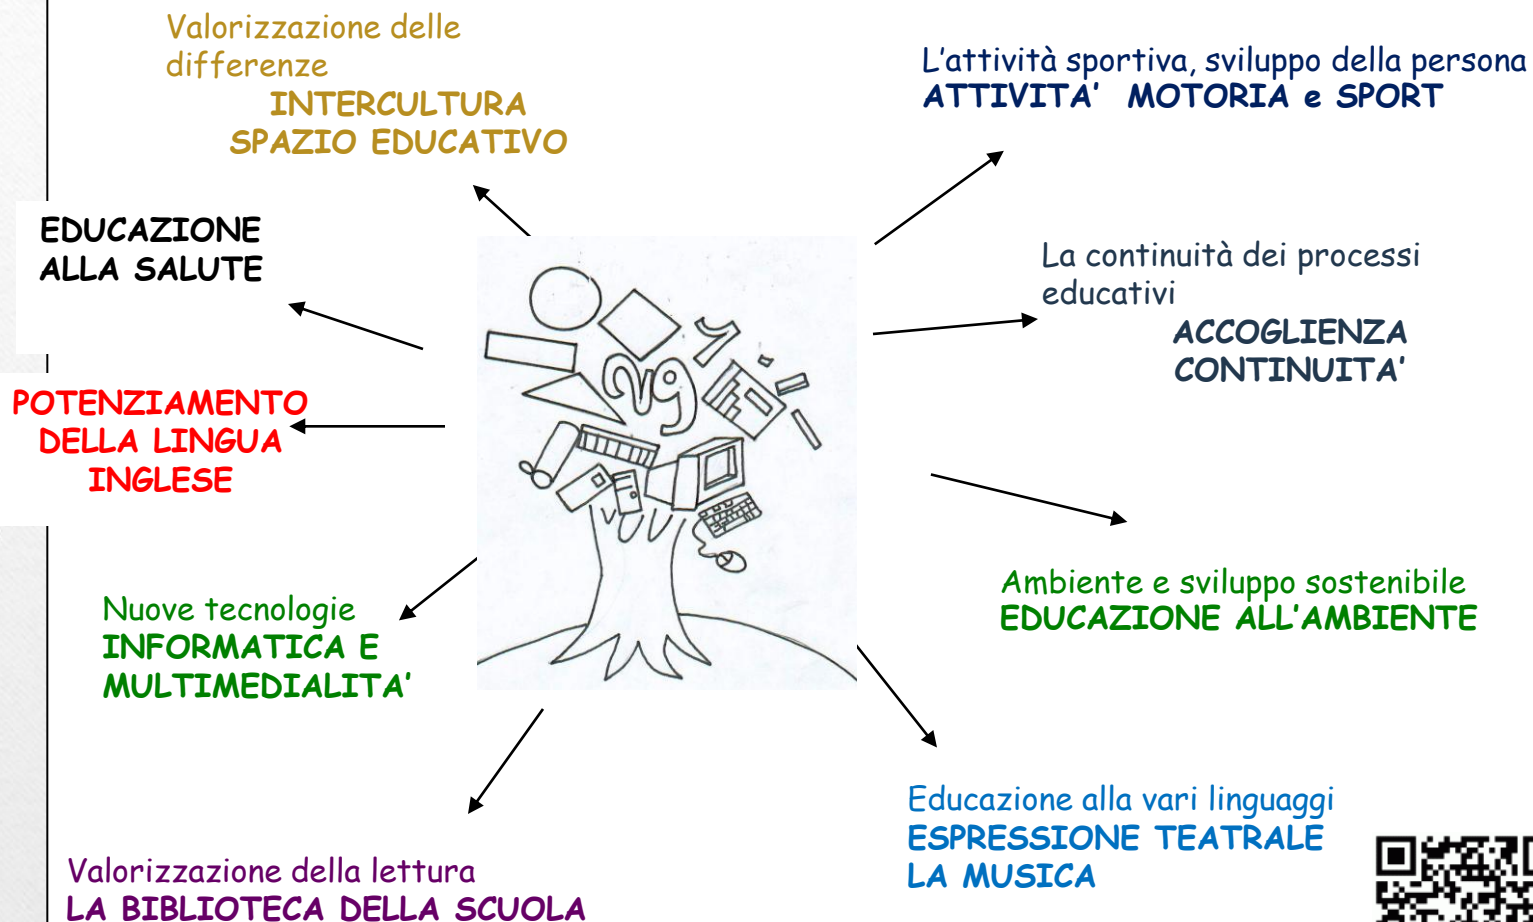 Valorizzazione delle
differenze
INTERCULTURA
SPAZIO EDUCATIVO
L'attività sportiva, sviluppo della persona
ATTIVITA' MOTORIA e SPORT
EDUCAZIONE
ALLA SALUTE
La continuità dei processi
educativi
ACCOGLIENZA
CONTINUITA'
POTENZIAMENTO
DELLA LINGUA
INGLESE
vg
Nuove tecnologie
INFORMATICA E
MULTIMEDIALITA'
Ambiente e sviluppo sostenibile
EDUCAZIONE ALL'AMBIENTE
Educazione alla vari linguaggi
ESPRESSIONE TEATRALE
LA MUSICA
Valorizzazione della lettura
LA BIBLIOTECA DELLA SCUOLA